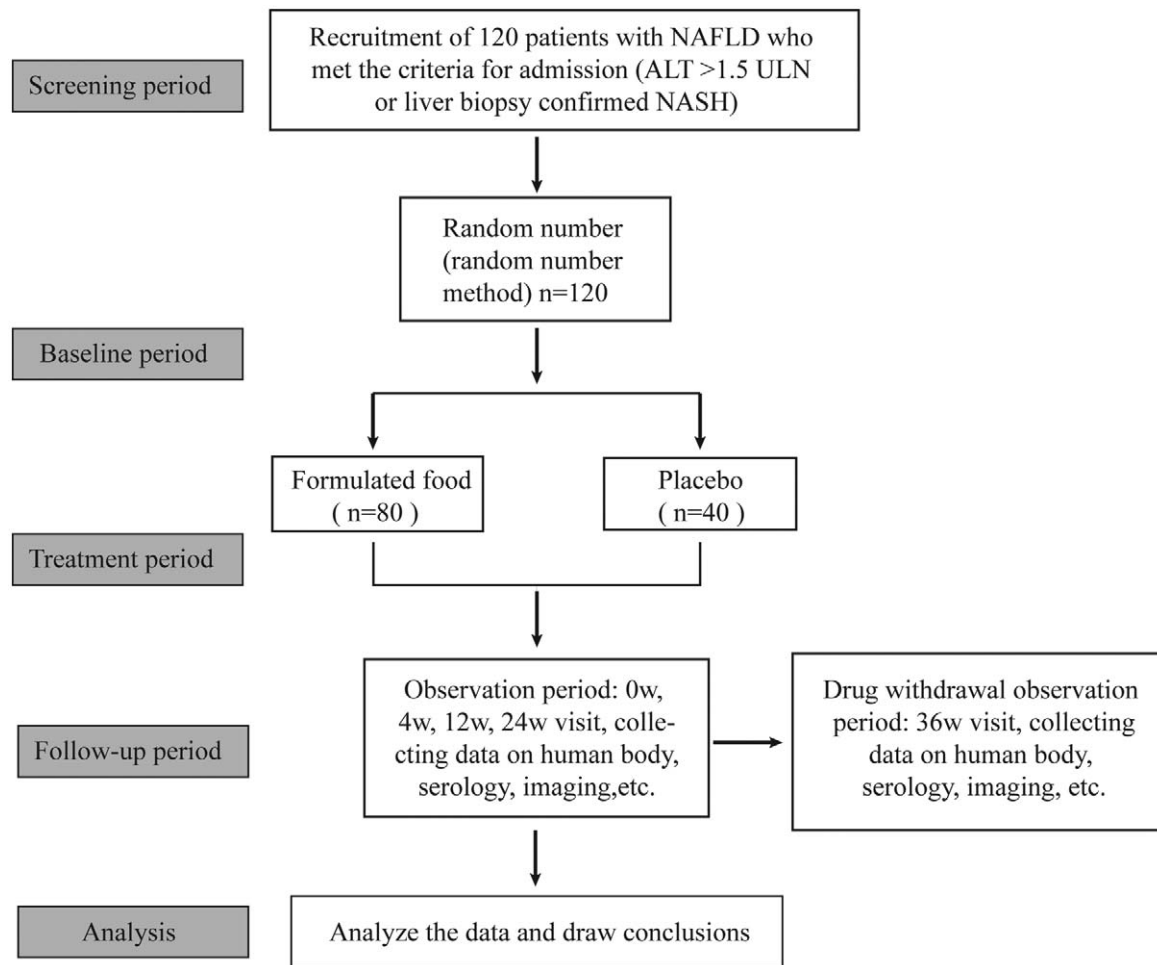 Screening period
Recruitment of 120 patients with NAFLD who
met the criteria for admission (ALT >1.5 ULN
or liver biopsy confirmed NASH)
Random number
(random number
method) n=120
Baseline period
Formulated food
( n=80 )
Placebo
( n=40 )
Treatment period
Follow-up period
Observation period: 0w,
4w, 12w, 24w visit, colle-
cting data on human body,
serology, imaging,etc.
Drug withdrawal observation
period: 36w visit, collecting
data on human body,
serology, imaging, etc.
Analysis
Analyze the data and draw conclusions